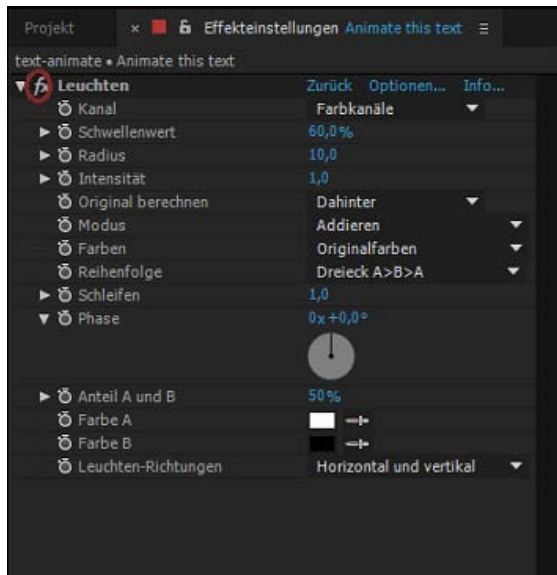 Projekt × Effekteinstellungen Animate this text
text-animate • Animate this text
fx Leuchten Zurück Optionen... Info...
Kanal Farbkanäle
Schwellenwert 60,0%
Radius 10,0
Intensität 1,0
Original berechnen Dahinter
Modus Addieren
Farben Originalfarben
Reihenfolge Dreieck A>B>A
Schleifen 1,0
Phase 0x+0,0°
Anteil A und B 50%
Farbe A
Farbe B
Leuchten-Richtungen Horizontal und vertikal